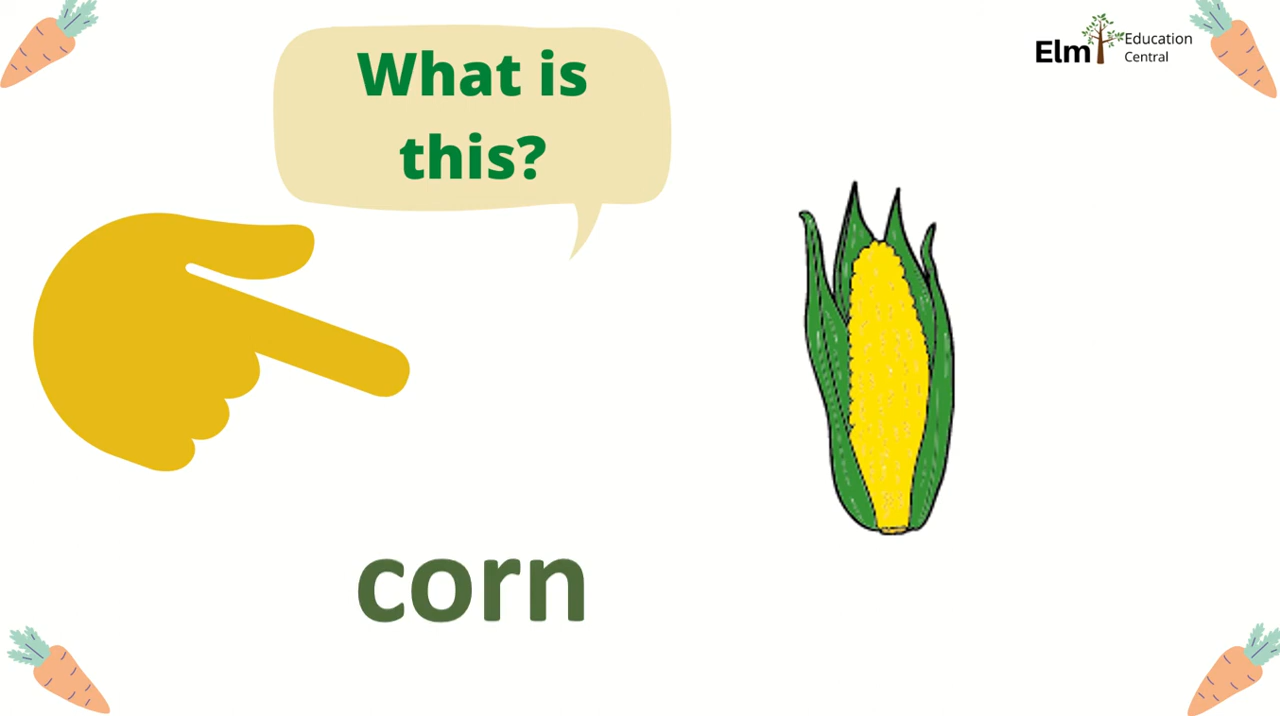 What is
this?
Elm Education
Central
corn